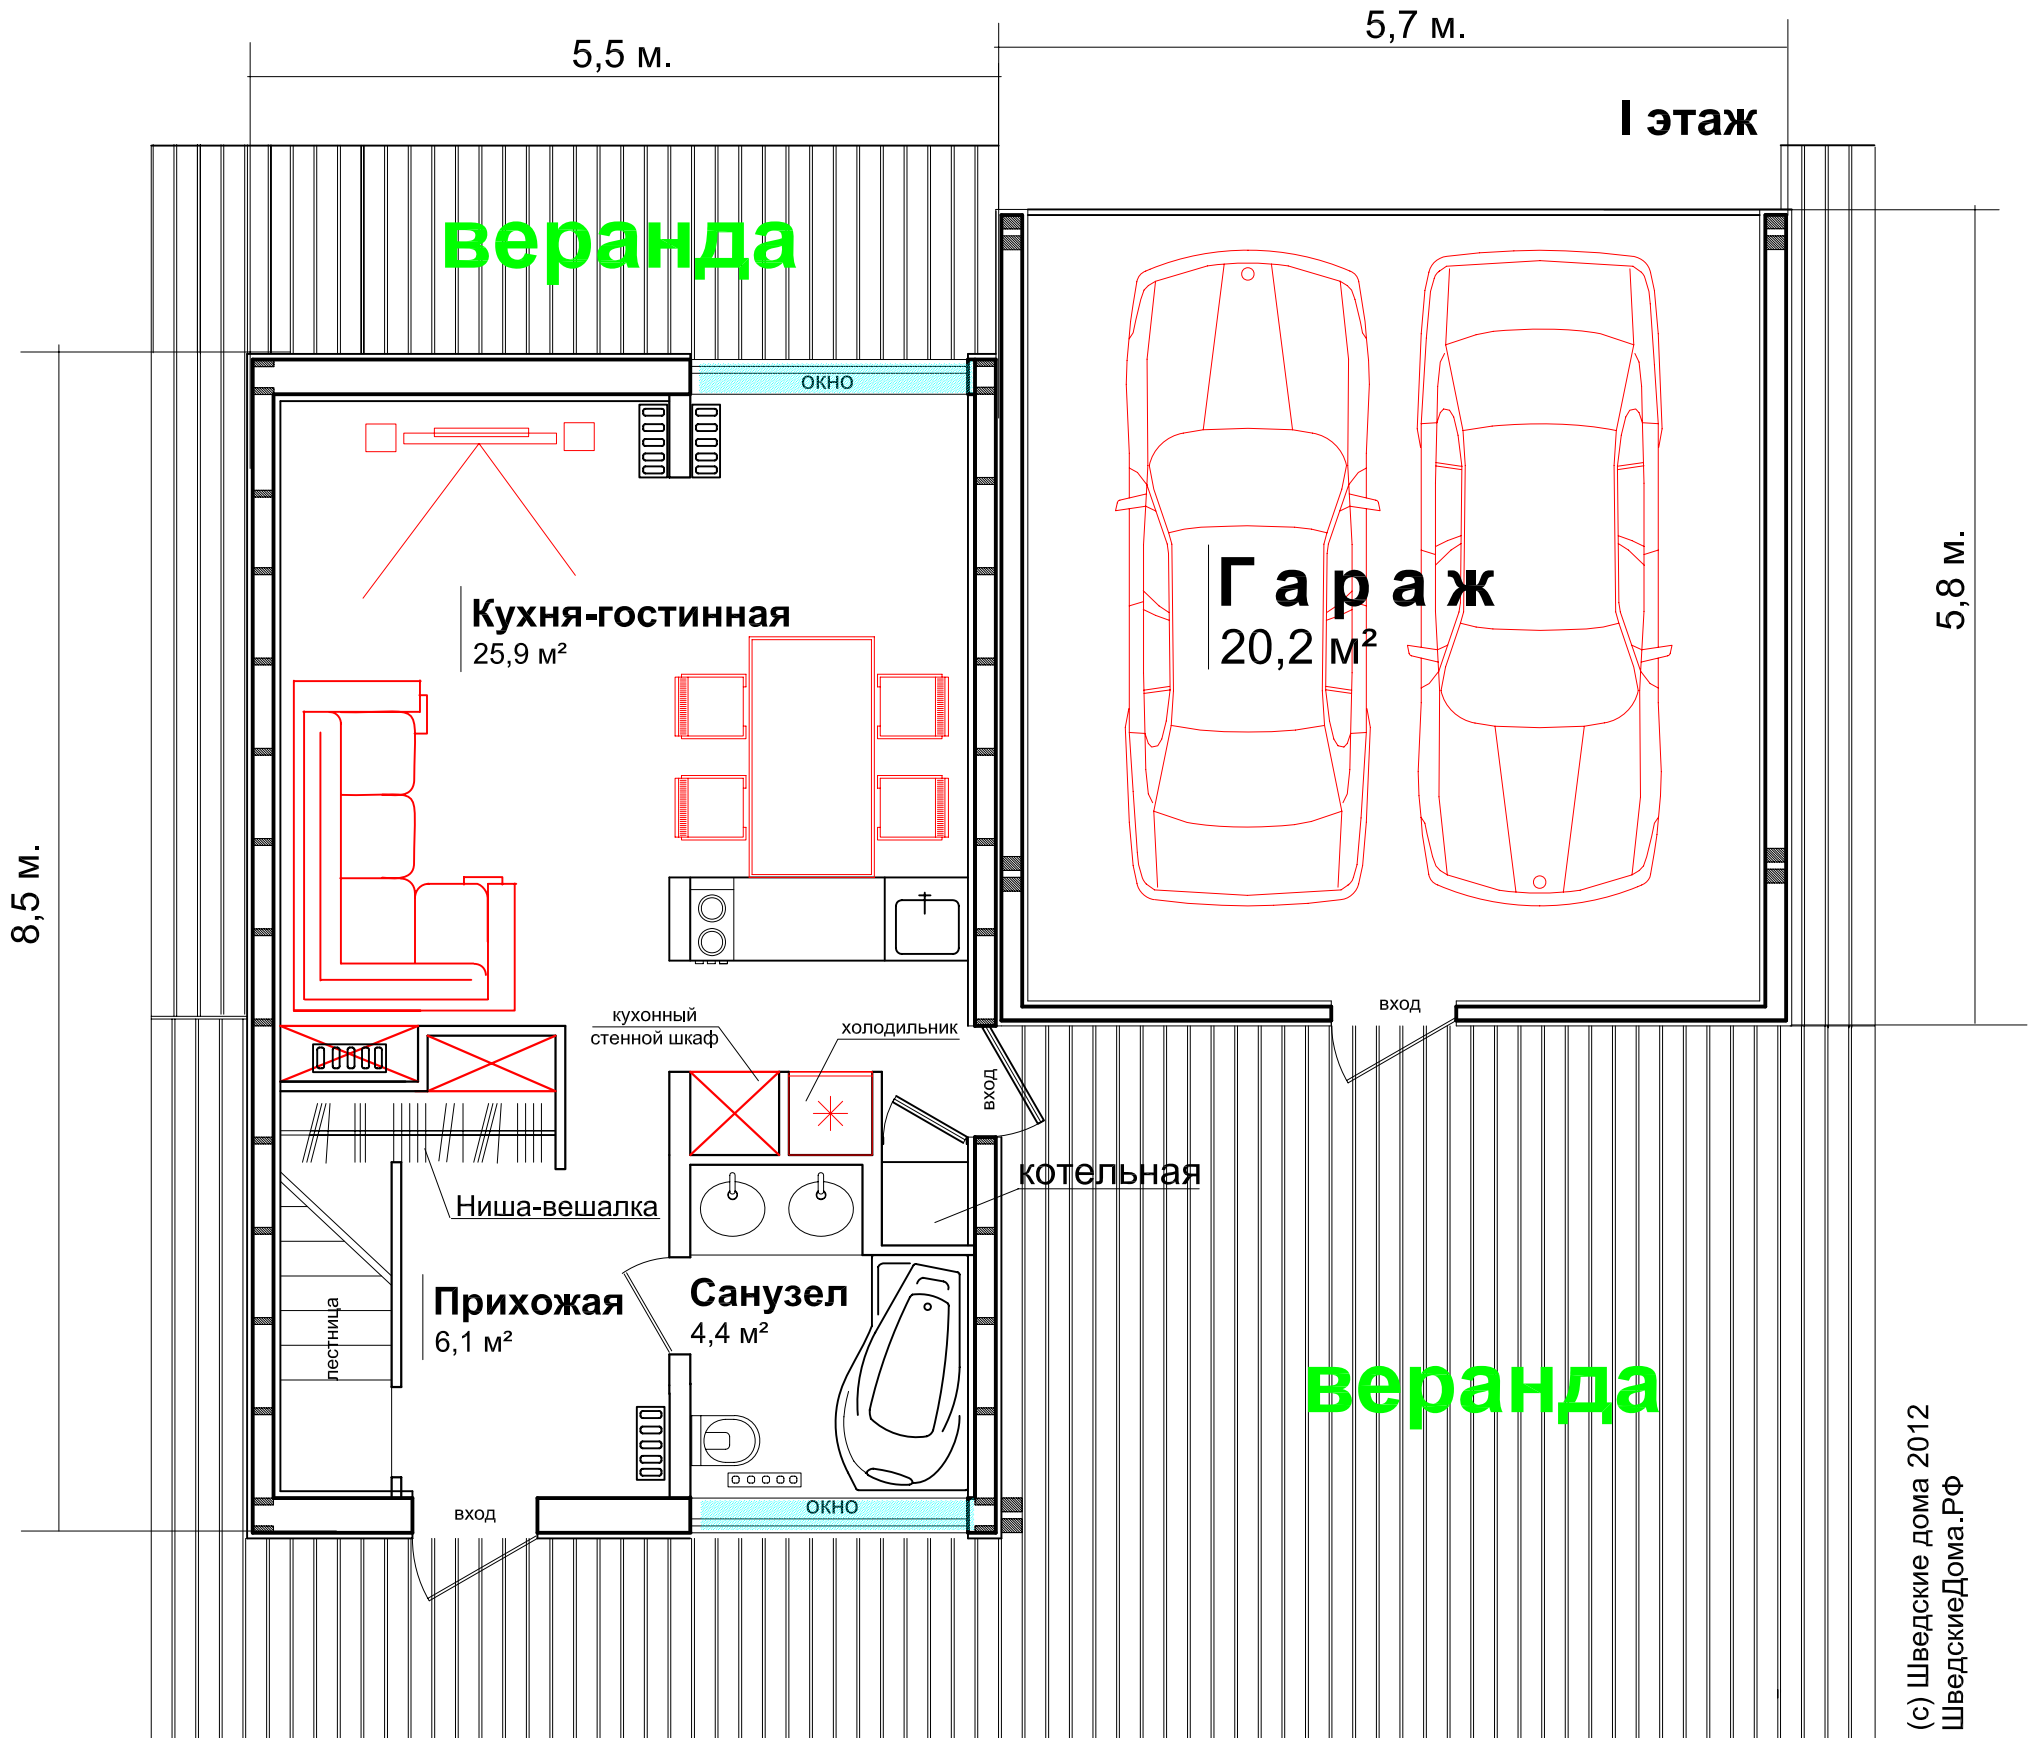 5,7 м.
5,5 м.
I этаж
веранда
окно
Гараж
20,2 м²
Кухня-гостинная
25,9 м²
5,8 м.
8,5 м.
вход
кухонный
стенной шкаф
холодильник
вход
котельная
Ниша-вешалка
Прихожая
6,1 м²
Санузел
4,4 м²
лестница
веранда
окно
вход
(с) Шведские дома 2012
ШведскиеДома.РФ